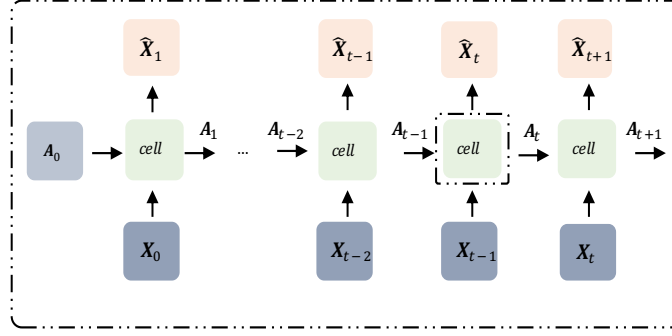 X̂₁ X̂ₜ₋₁ X̂ₜ X̂ₜ₊₁
A₀ cell A₁ ... Aₜ₋₂ cell Aₜ₋₁ cell Aₜ cell Aₜ₊₁
X₀ Xₜ₋₂ Xₜ₋₁ Xₜ